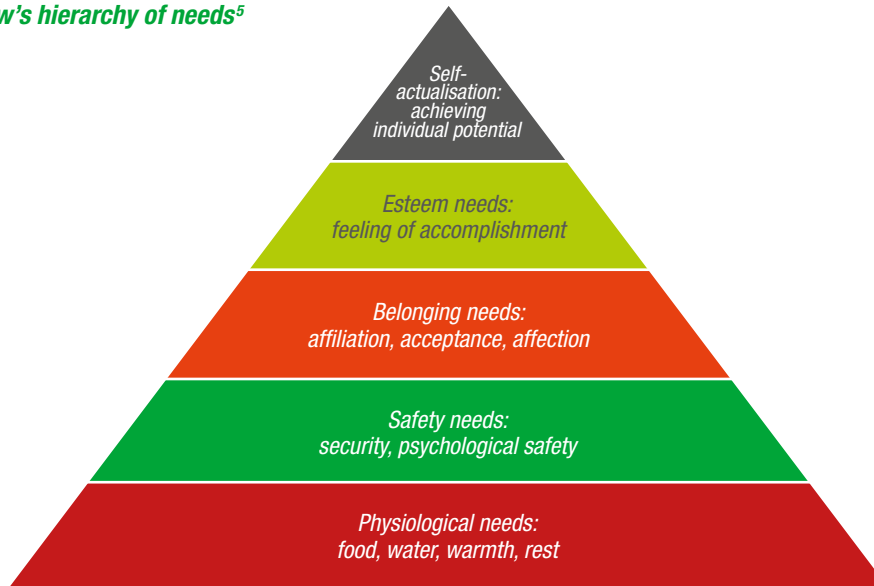 w’s hierarchy of needs⁵
Self-
actualisation:
achieving
individual potential
Esteem needs:
feeling of accomplishment
Belonging needs:
affiliation, acceptance, affection
Safety needs:
security, psychological safety
Physiological needs:
food, water, warmth, rest